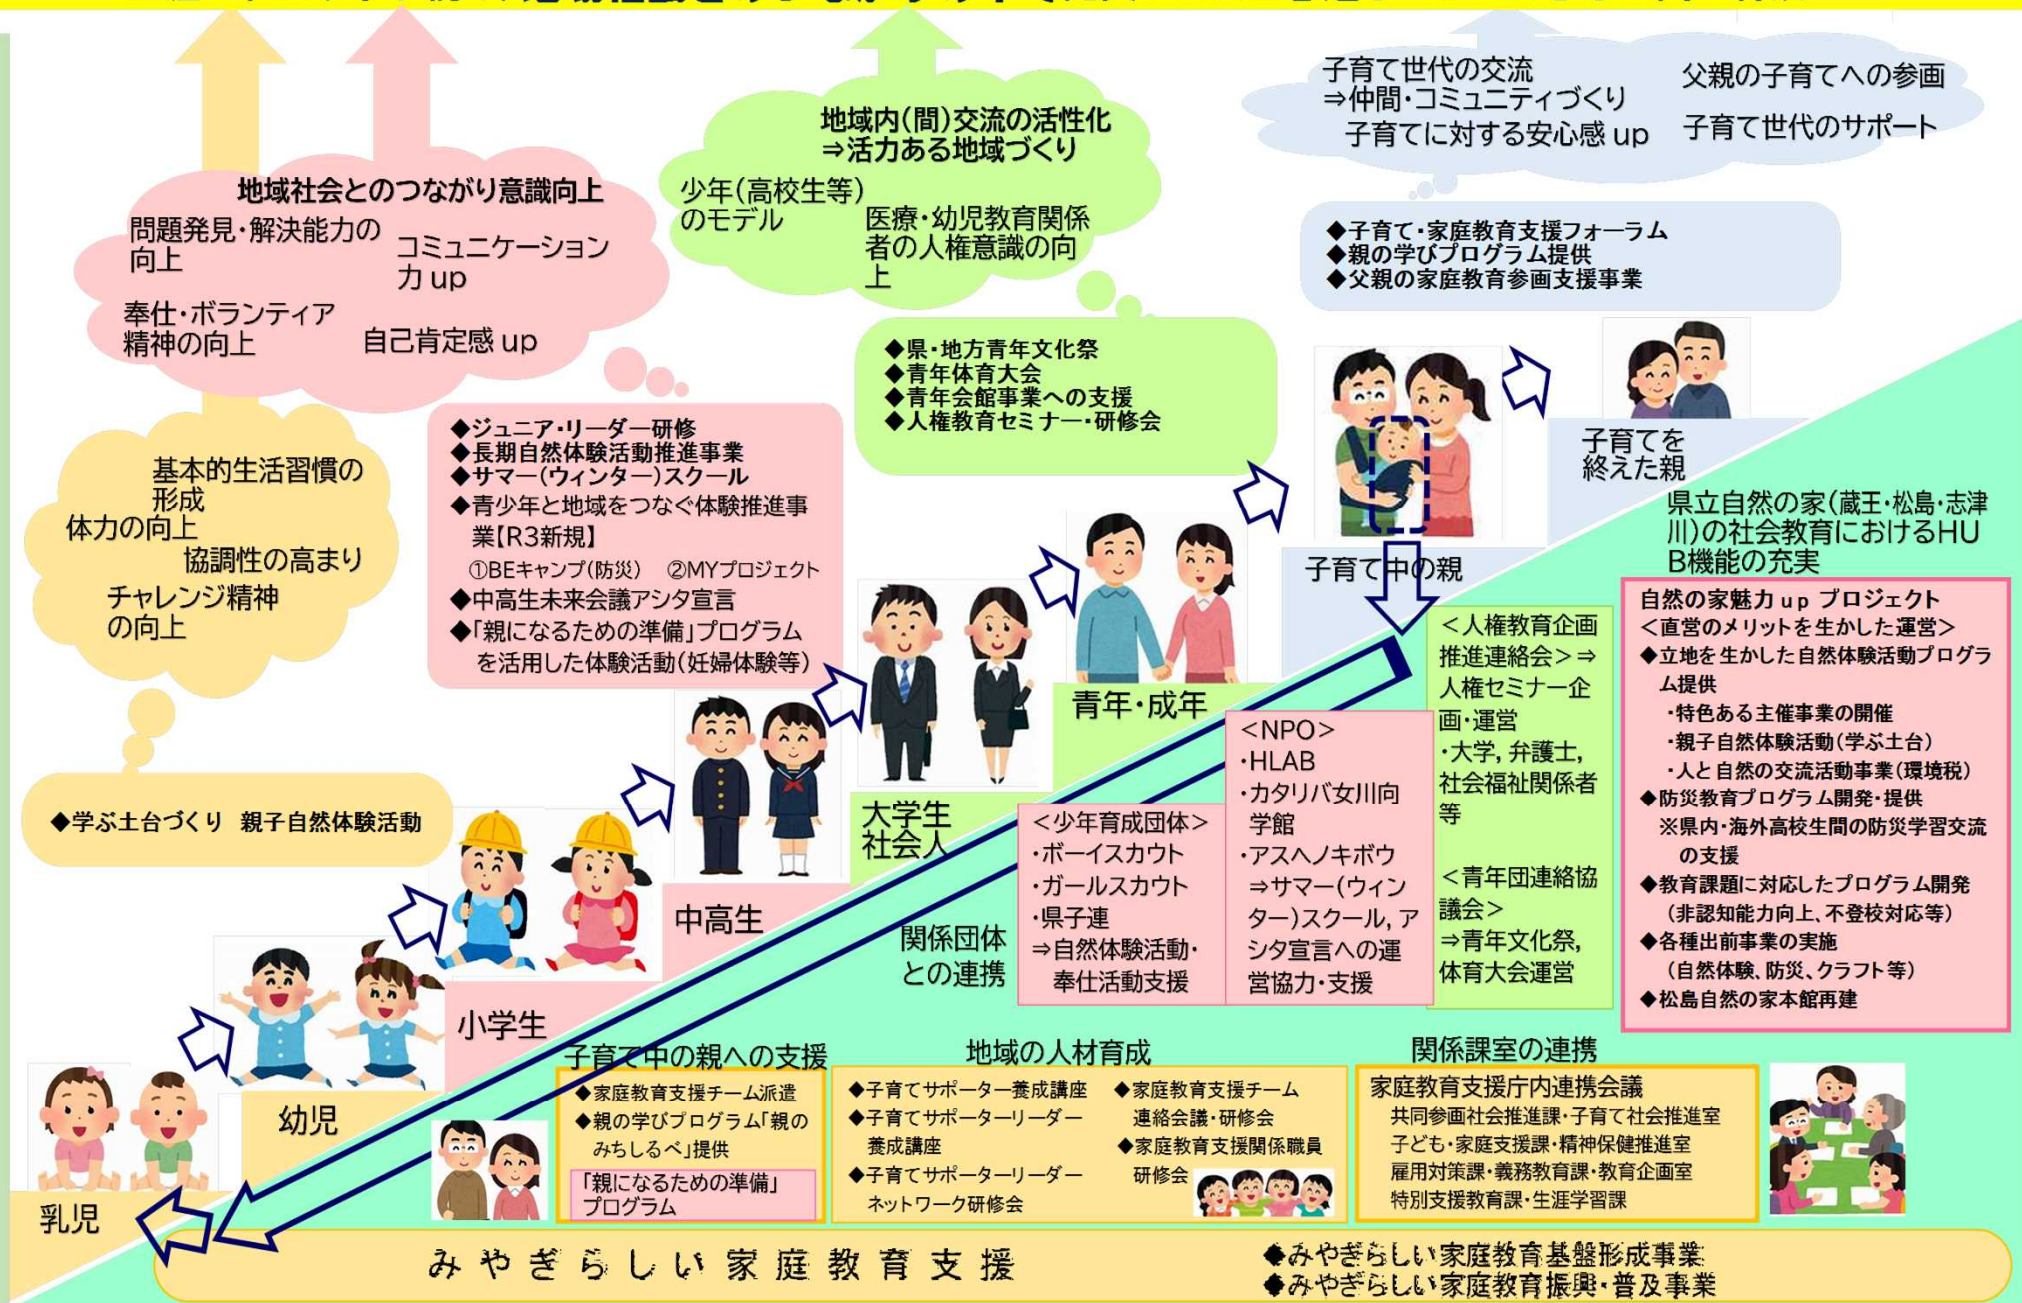 子育て世代の交流
⇒仲間・コミュニティづくり
子育てに対する安心感 up
父親の子育てへの参画
子育て世代のサポート
地域内(間)交流の活性化
⇒活力ある地域づくり
少年(高校生等)
のモデル
医療・幼児教育関係
者の人権意識の向
上
地域社会とのつながり意識向上
問題発見・解決能力の
向上
コミュニケーション
力 up
奉仕・ボランティア
精神の向上
自己肯定感 up
◆子育て・家庭教育支援フォーラム
◆親の学びプログラム提供
◆父親の家庭教育参画支援事業
◆県・地方青年文化祭
◆青年体育大会
◆青年会館事業への支援
◆人権教育セミナー・研修会
基本的生活習慣の
形成
体力の向上
協調性の高まり
チャレンジ精神
の向上
◆ジュニア・リーダー研修
◆長期自然体験活動推進事業
◆サマー(ウィンター)スクール
◆青少年と地域をつなぐ体験推進事
業【R3新規】
①BEキャンプ(防災) ②MYプロジェクト
◆中高生未来会議アシタ宣言
◆「親になるための準備」プログラム
を活用した体験活動(妊婦体験等)
◆学ぶ土台づくり 親子自然体験活動
子育てを
終えた親
子育て中の親
青年・成年
大学生
社会人
中高生
小学生
幼児
乳児
県立自然の家(蔵王・松島・志津
川)の社会教育におけるHU
B機能の充実
自然の家魅力 up プロジェクト
<直営のメリットを生かした運営>
◆立地を生かした自然体験活動プログラ
ム提供
・特色ある主催事業の開催
・親子自然体験活動(学ぶ土台)
・人と自然の交流活動事業(環境税)
◆防災教育プログラム開発・提供
※県内・海外高校生間の防災学習交流
の支援
◆教育課題に対応したプログラム開発
(非認知能力向上、不登校対応等)
◆各種出前事業の実施
(自然体験、防災、クラフト等)
◆松島自然の家本館再建
関係団体
との連携
<少年育成団体>
・ボーイスカウト
・ガールスカウト
・県子連
⇒自然体験活動・
奉仕活動支援
<NPO>
・HLAB
・カタリバ女川向
学館
・アスヘノキボウ
⇒サマー(ウィン
ター)スクール,ア
シタ宣言への運
営協力・支援
<人権教育企画
推進連絡会>⇒
人権セミナー企
画・運営
・大学,弁護士,
社会福祉関係者
等
<青年団連絡協
議会>
⇒青年文化祭,
体育大会運営
子育て中の親への支援
◆家庭教育支援チーム派遣
◆親の学びプログラム「親の
みちしるべ」提供
「親になるための準備」
プログラム
地域の人材育成
◆子育てサポーター養成講座
◆子育てサポーターリーダー
養成講座
◆子育てサポーターリーダー
ネットワーク研修会
◆家庭教育支援チーム
連絡会議・研修会
◆家庭教育支援関係職員
研修会
関係課室の連携
家庭教育支援庁内連携会議
共同参画社会推進課・子育て社会推進室
子ども・家庭支援課・精神保健推進室
雇用対策課・義務教育課・教育企画室
特別支援教育課・生涯学習課
みやぎらしい家庭教育支援
◆みやぎらしい家庭教育基盤形成事業
◆みやぎらしい家庭教育振興・普及事業